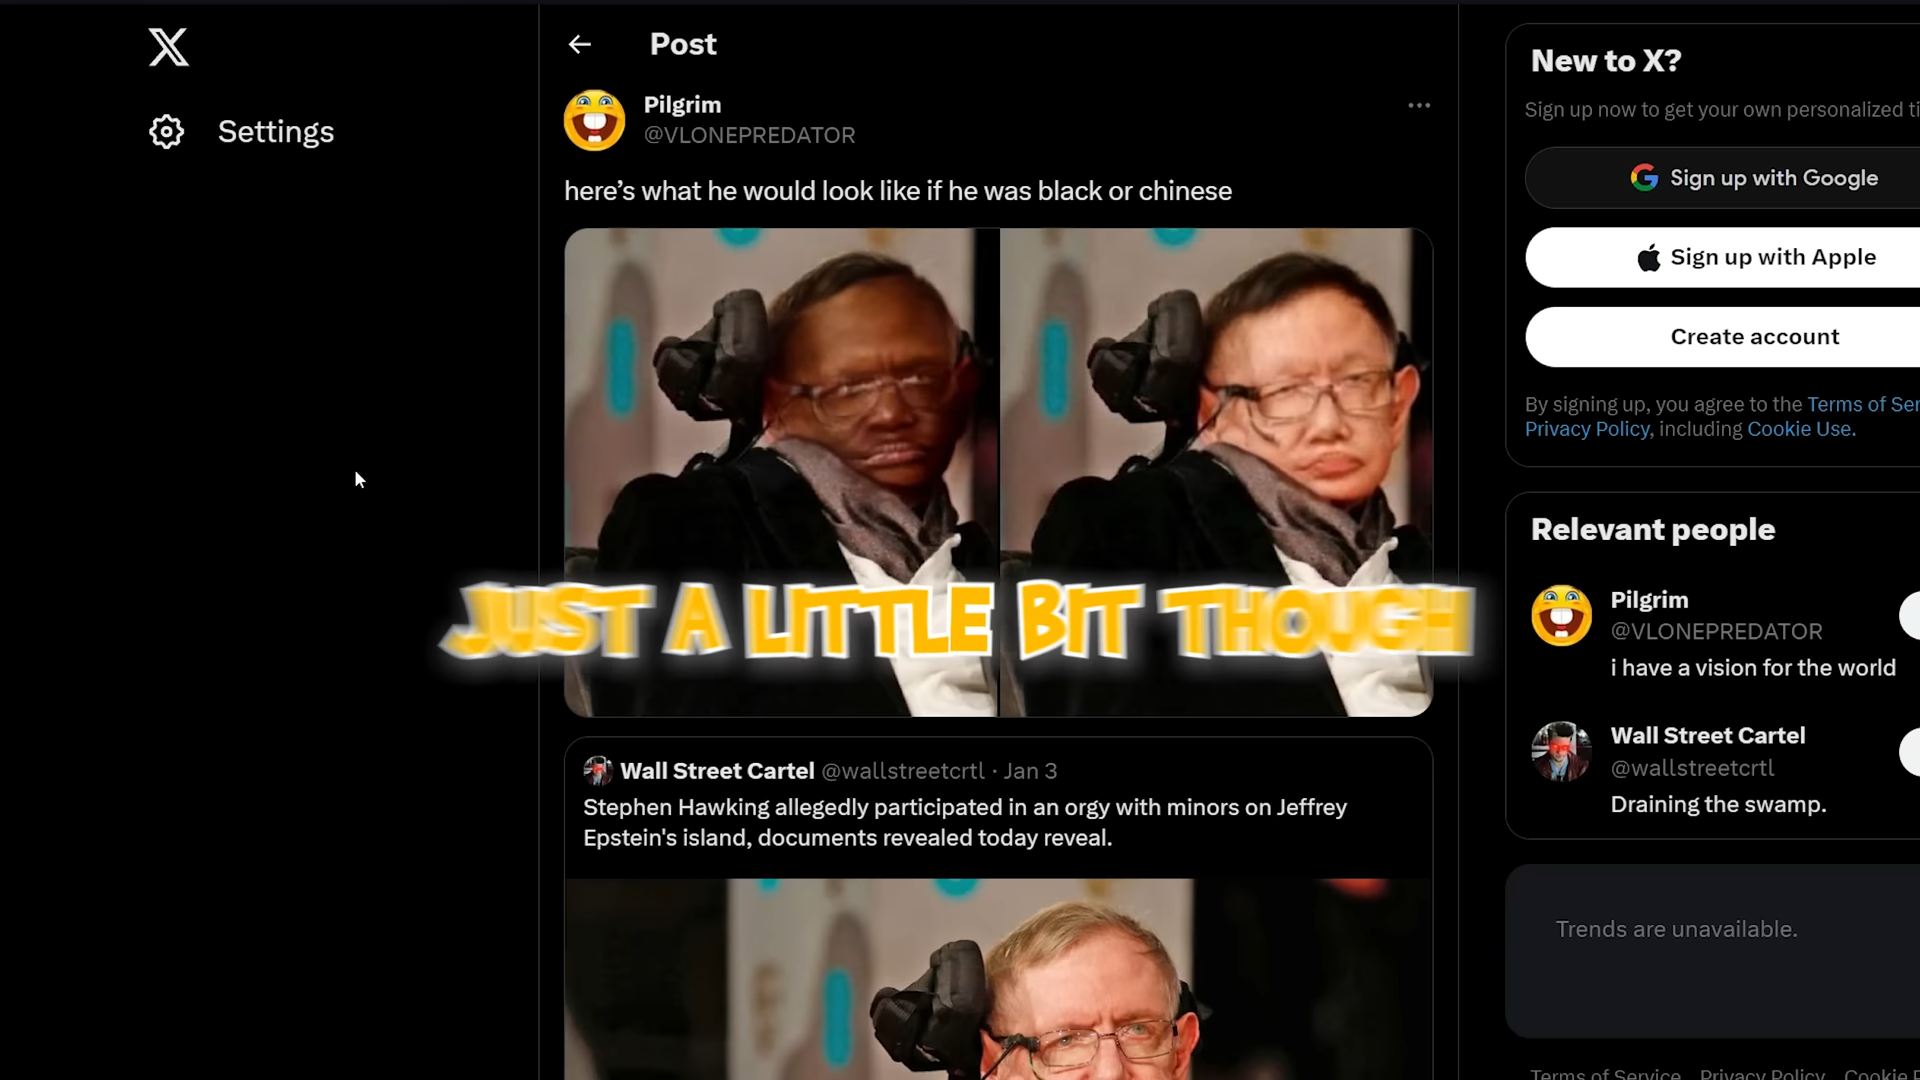 Settings
Post
Pilgrim
@VLONEPREDATOR
here’s what he would look like if he was black or chinese
JUST A LITTLE BIT THOUGH
Wall Street Cartel @wallstreetcrtl · Jan 3
Stephen Hawking allegedly participated in an orgy with minors on Jeffrey
Epstein's island, documents revealed today reveal.
New to X?
Sign up now to get your own personalized
Sign up with Google
Sign up with Apple
Create account
By signing up, you agree to the Terms of
Privacy Policy, including Cookie Use.
Relevant people
Pilgrim
@VLONEPREDATOR
i have a vision for the world
Wall Street Cartel
@wallstreetcrtl
Draining the swamp.
Trends are unavailable.
Terms of Service Privacy Policy Cookie